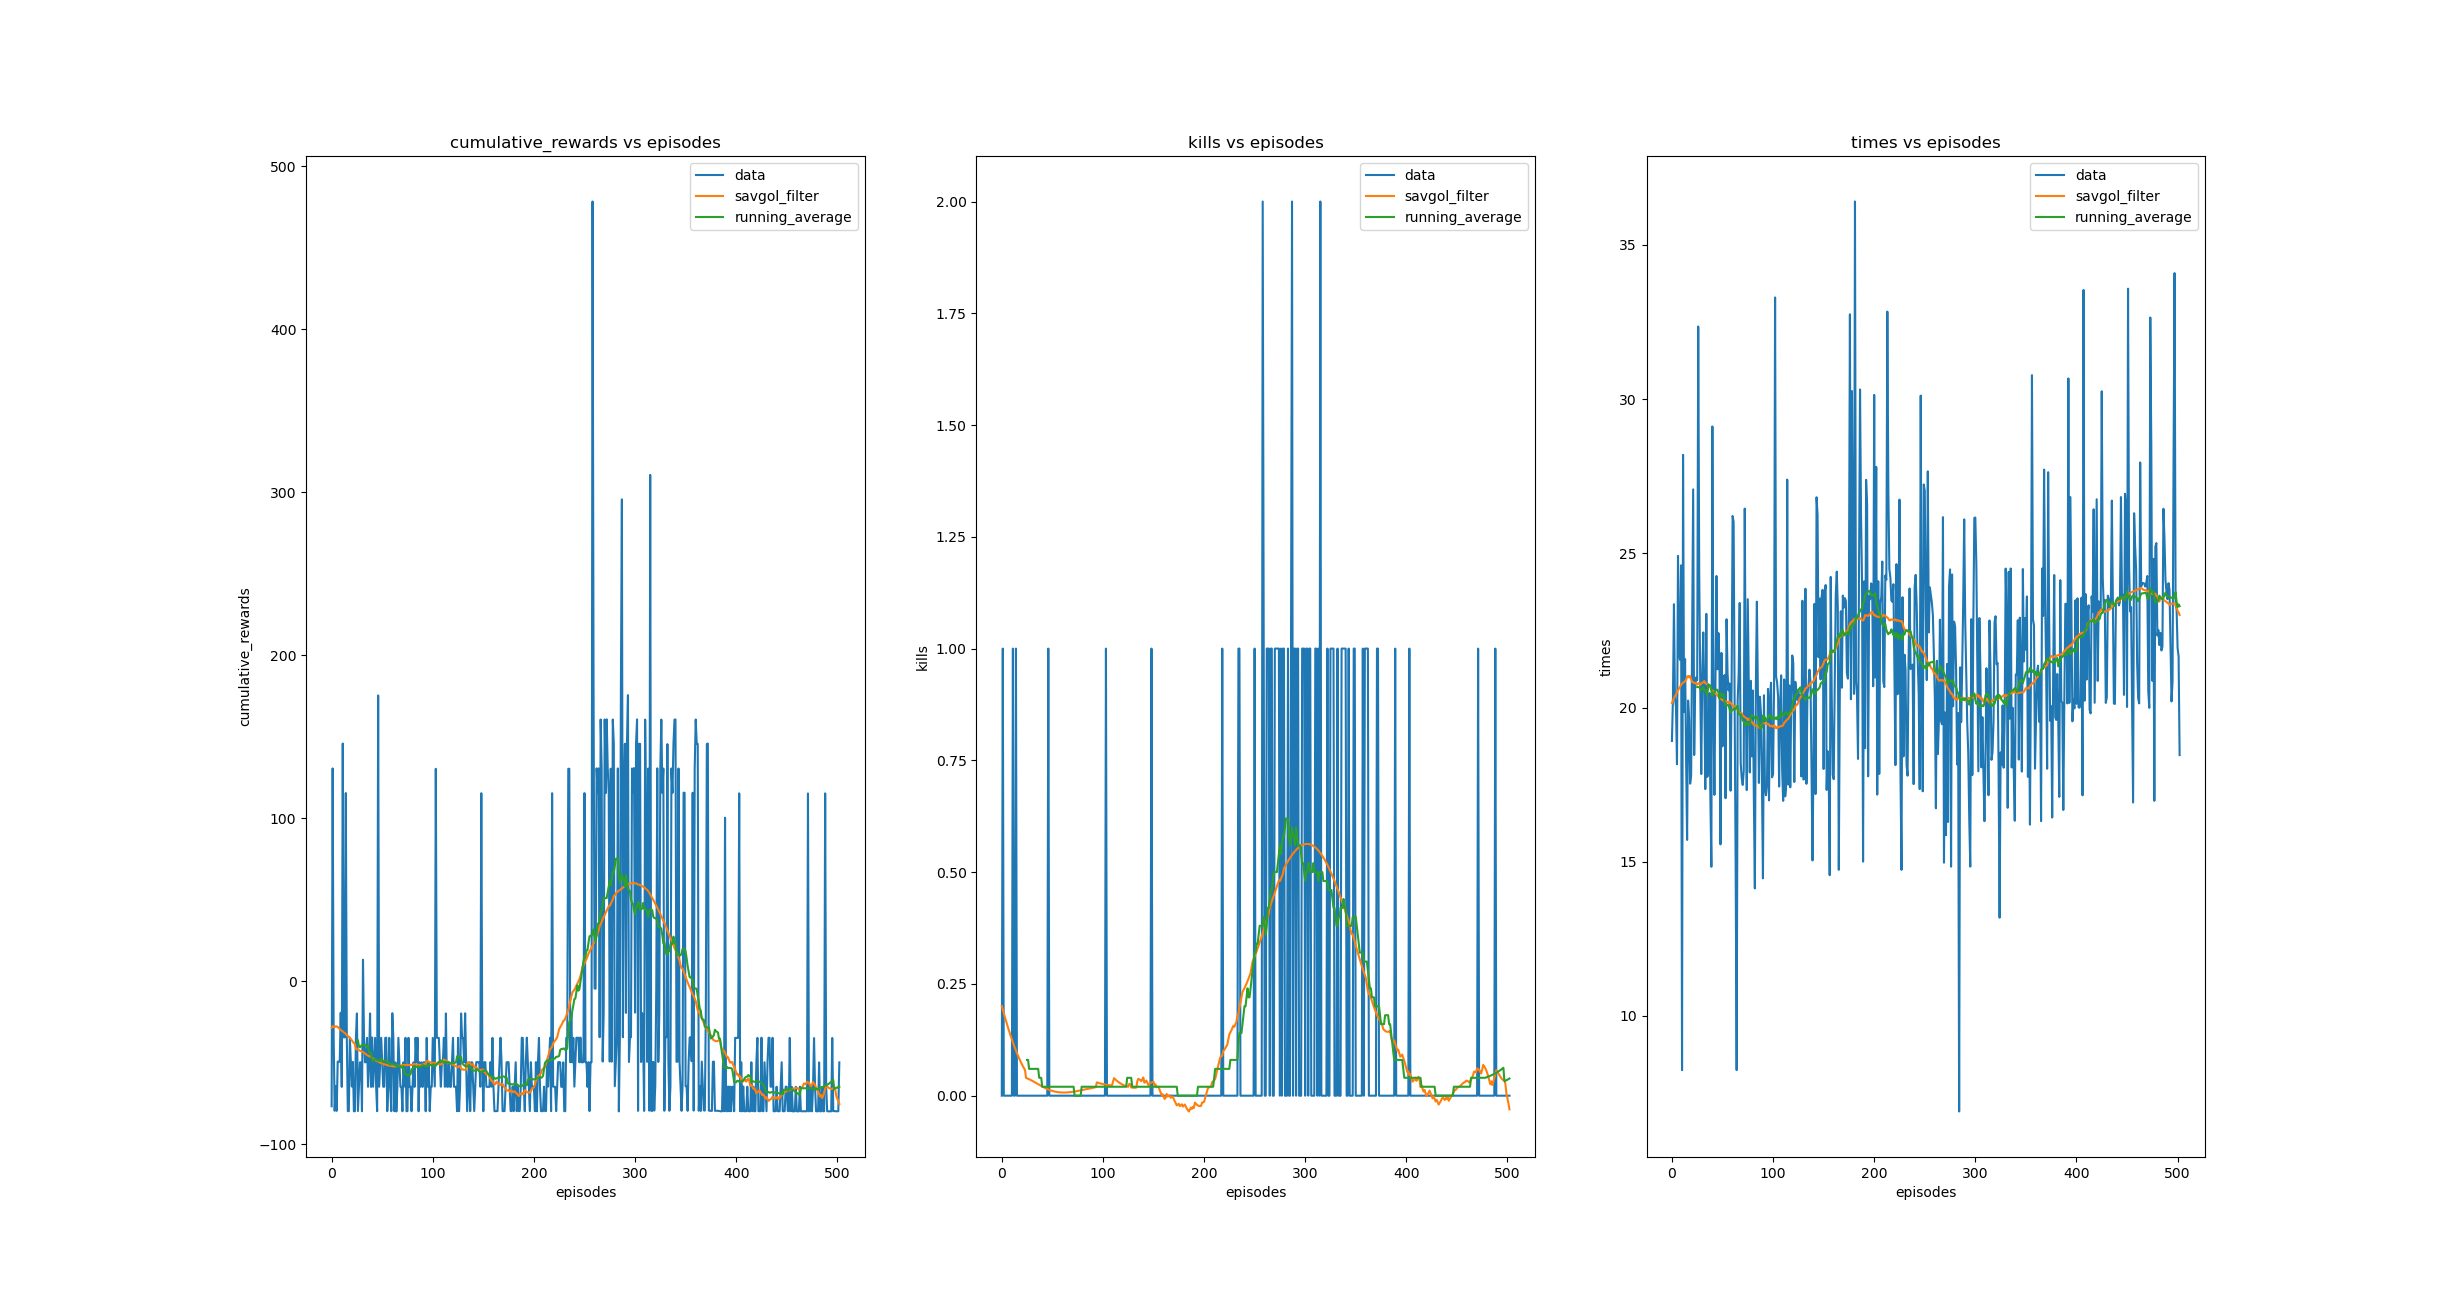 cumulative_rewards vs episodes
data
savgol_filter
running_average
500
400
300
200
100
0
−100
cumulative_rewards
0
100
200
300
400
500
episodes
kills vs episodes
data
savgol_filter
running_average
2.00
1.75
1.50
1.25
1.00
0.75
0.50
0.25
0.00
kills
0
100
200
300
400
500
episodes
times vs episodes
data
savgol_filter
running_average
35
30
25
20
15
10
times
0
100
200
300
400
500
episodes